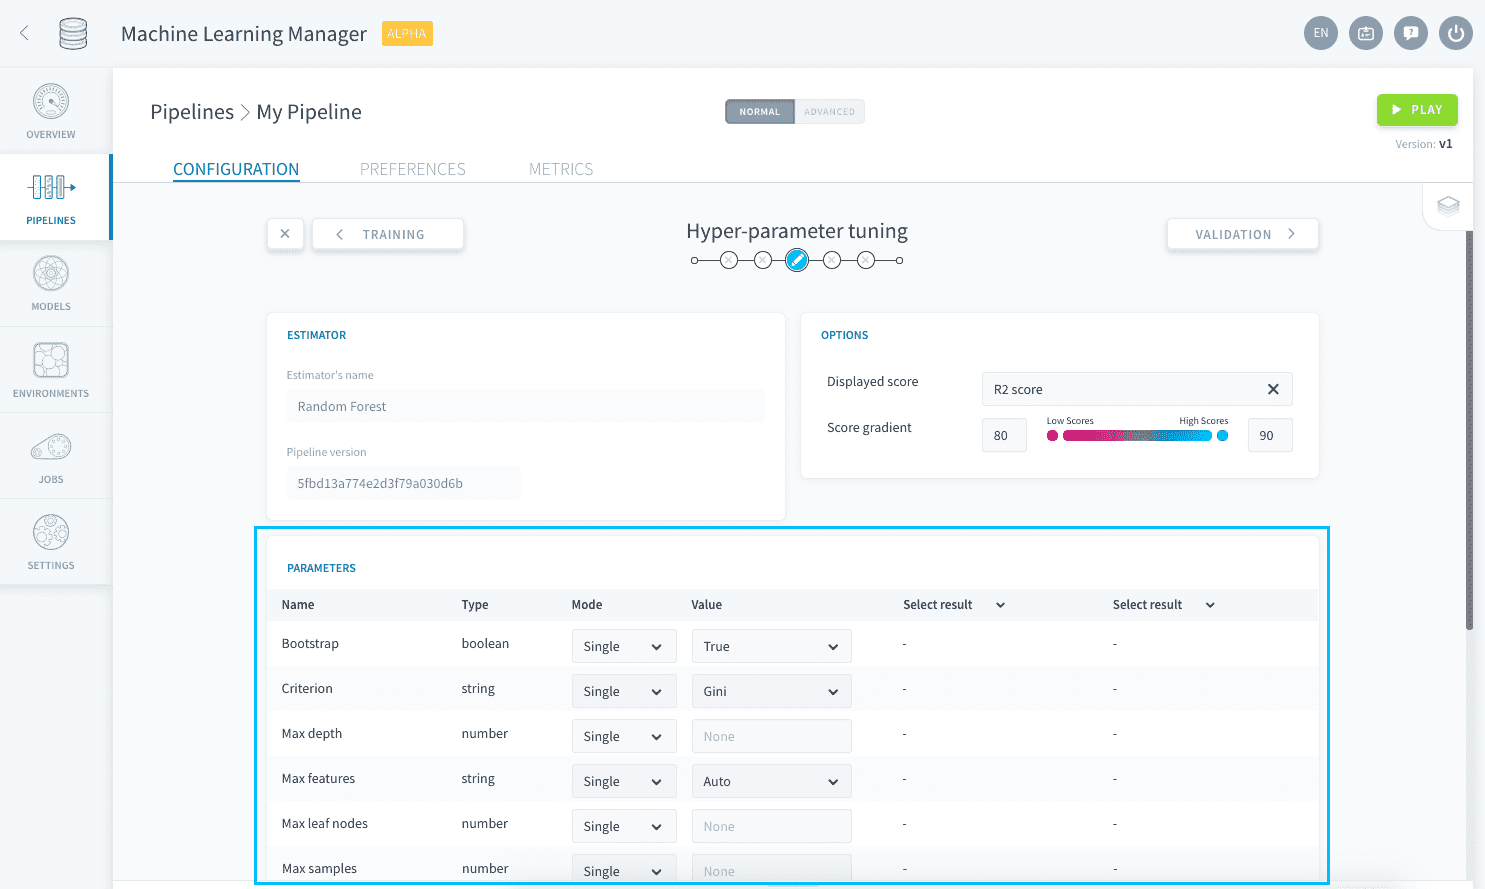 Machine Learning Manager ALPHA
EN
OVERVIEW
PIPELINES
MODELS
ENVIRONMENTS
JOBS
SETTINGS
Pipelines > My Pipeline
NORMAL ADVANCED
PLAY
Version: v1
CONFIGURATION PREFERENCES METRICS
TRAINING
Hyper-parameter tuning
VALIDATION
ESTIMATOR
Estimator's name
Random Forest
Pipeline version
5fbd13a774e2d3f79a030d6b
OPTIONS
Displayed score R2 score
Score gradient 80 Low Scores High Scores 90
PARAMETERS
Name Type Mode Value Select result Select result
Bootstrap boolean Single True - -
Criterion string Single Gini - -
Max depth number Single None - -
Max features string Single Auto - -
Max leaf nodes number Single None - -
Max samples number Single None - -